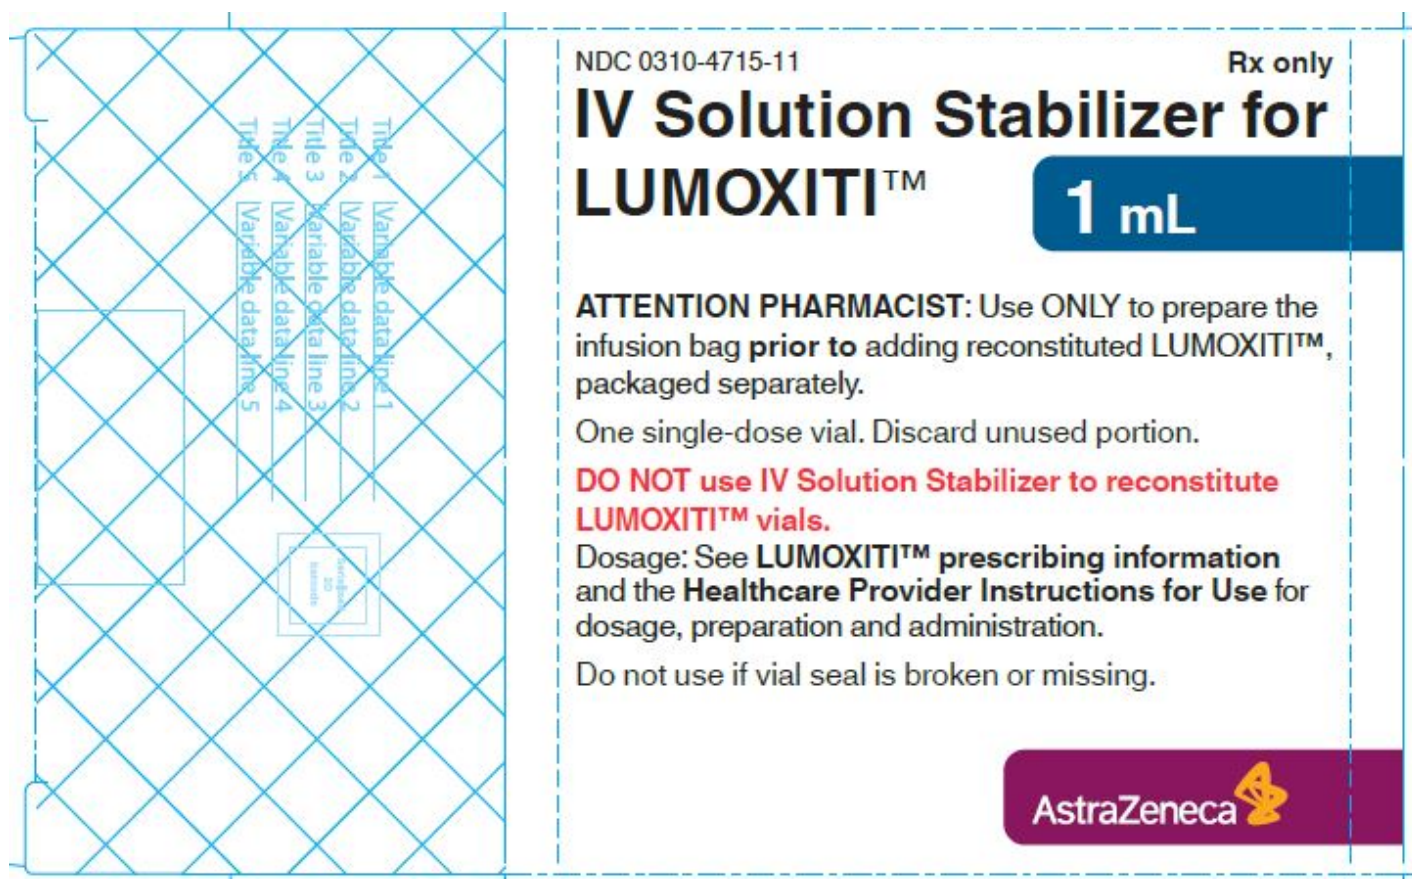 NDC 0310-4715-11 Rx only
IV Solution Stabilizer for
LUMOXITI™
1 mL
ATTENTION PHARMACIST: Use ONLY to prepare the
infusion bag prior to adding reconstituted LUMOXITI™,
packaged separately.
One single-dose vial. Discard unused portion.
DO NOT use IV Solution Stabilizer to reconstitute
LUMOXITI™ vials.
Dosage: See LUMOXITI™ prescribing information
and the Healthcare Provider Instructions for Use for
dosage, preparation and administration.
Do not use if vial seal is broken or missing.
AstraZeneca
Title 1 Variable data line 1
Title 2 Variable data line 2
Title 3 Variable data line 3
Title 4 Variable data line 4
Title 5 Variable data line 5
2D